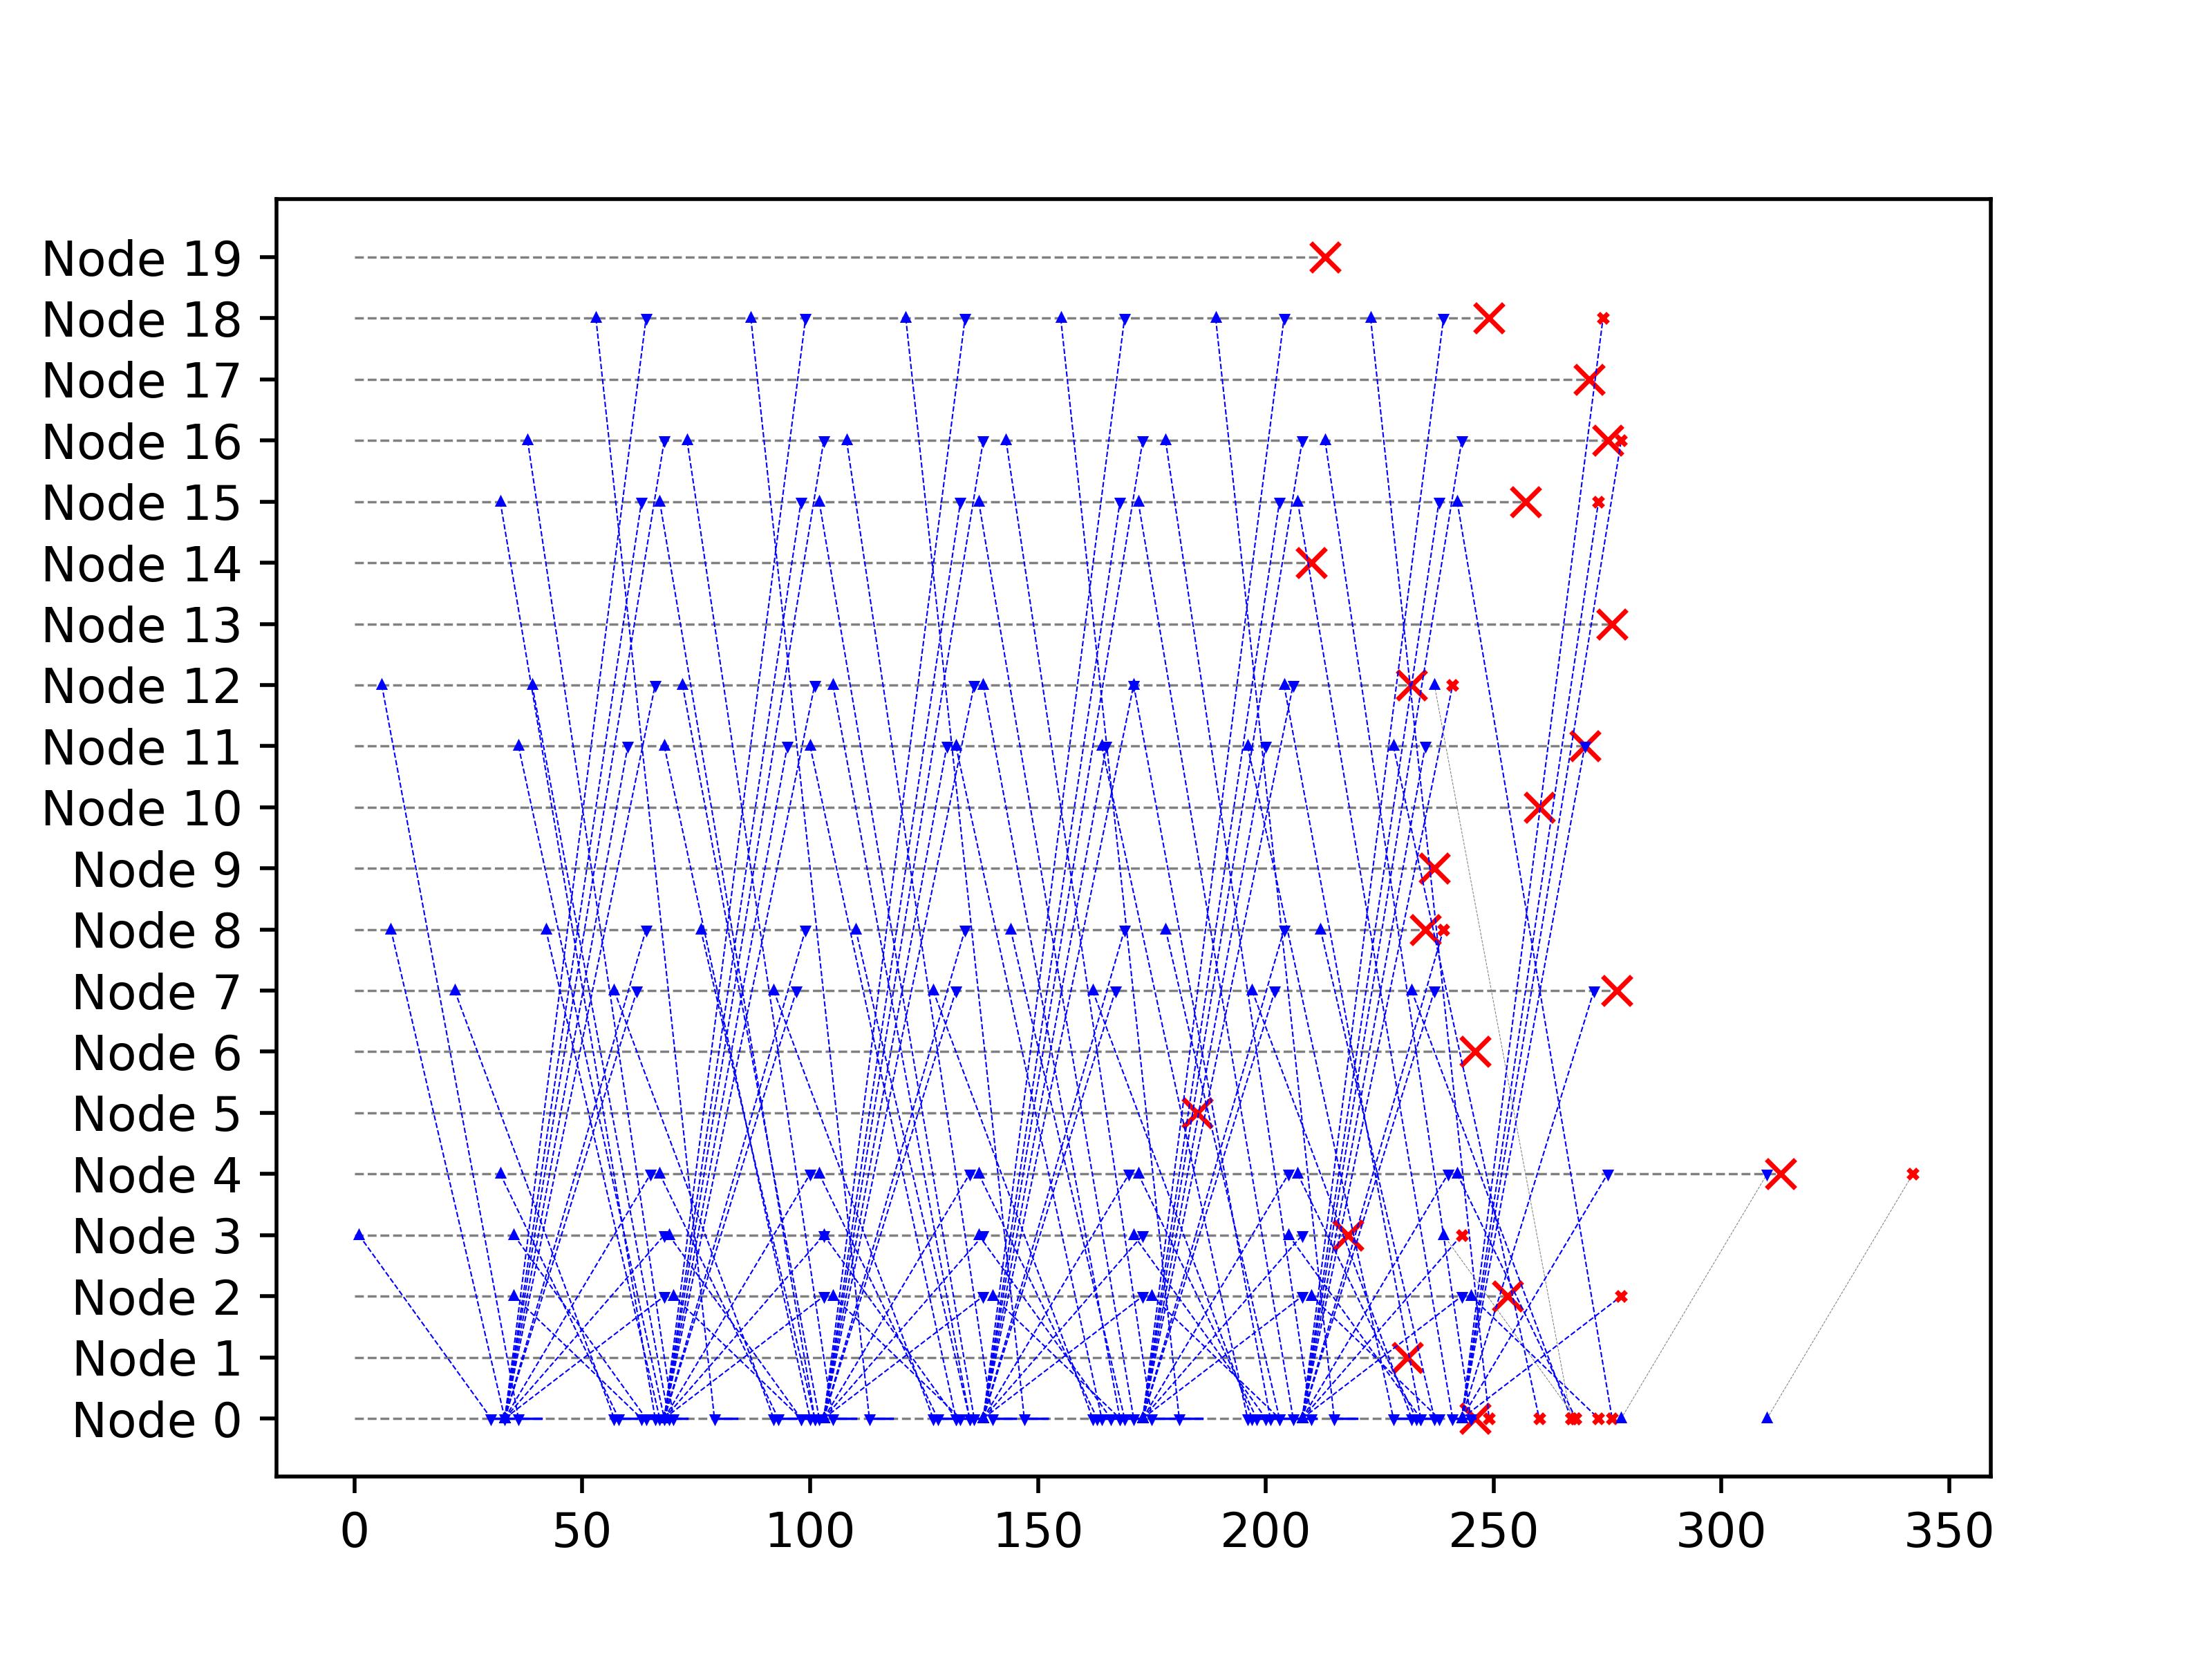 Node 19
Node 18
Node 17
Node 16
Node 15
Node 14
Node 13
Node 12
Node 11
Node 10
Node 9
Node 8
Node 7
Node 6
Node 5
Node 4
Node 3
Node 2
Node 1
Node 0
0 50 100 150 200 250 300 350